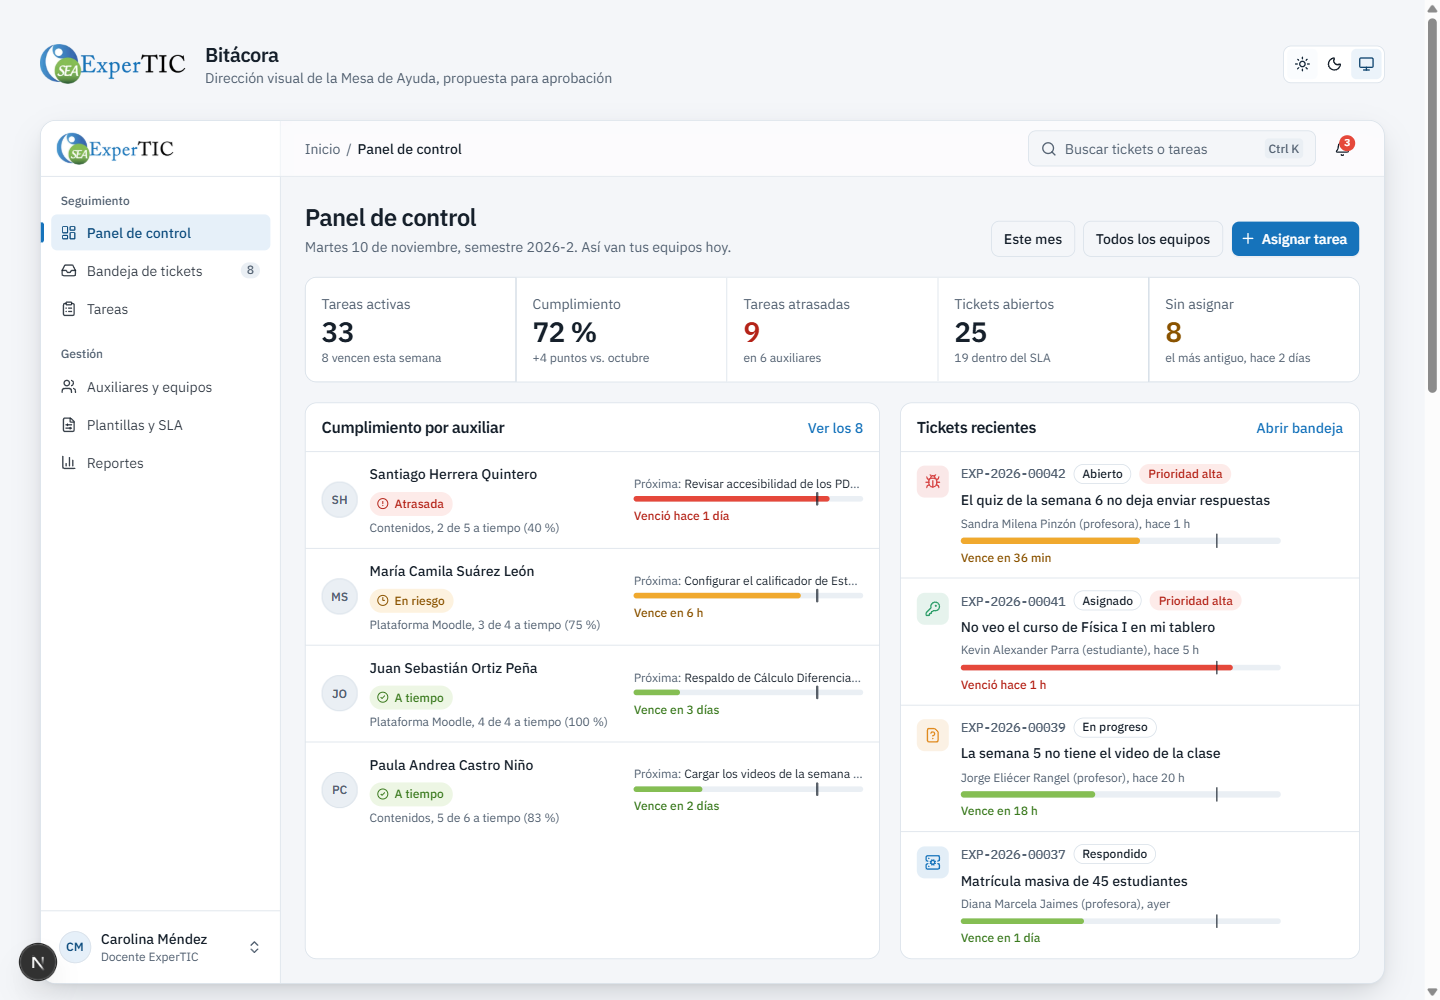 SEA ExperTIC
Bitácora
Dirección visual de la Mesa de Ayuda, propuesta para aprobación
SEA ExperTIC
Inicio / Panel de control
Buscar tickets o tareas
Ctrl K
3
Seguimiento
Panel de control
Bandeja de tickets
8
Tareas
Gestión
Auxiliares y equipos
Plantillas y SLA
Reportes
CM
Carolina Méndez
Docente ExperTIC
N
Panel de control
Martes 10 de noviembre, semestre 2026-2. Así van tus equipos hoy.
Este mes
Todos los equipos
+ Asignar tarea
Tareas activas
33
8 vencen esta semana
Cumplimiento
72 %
+4 puntos vs. octubre
Tareas atrasadas
9
en 6 auxiliares
Tickets abiertos
25
19 dentro del SLA
Sin asignar
8
el más antiguo, hace 2 días
Cumplimiento por auxiliar
Ver los 8
SH
Santiago Herrera Quintero
Atrasada
Contenidos, 2 de 5 a tiempo (40 %)
Próxima: Revisar accesibilidad de los PD...
Venció hace 1 día
MS
María Camila Suárez León
En riesgo
Plataforma Moodle, 3 de 4 a tiempo (75 %)
Próxima: Configurar el calificador de Est...
Vence en 6 h
JO
Juan Sebastián Ortiz Peña
A tiempo
Plataforma Moodle, 4 de 4 a tiempo (100 %)
Próxima: Respaldo de Cálculo Diferencia...
Vence en 3 días
PC
Paula Andrea Castro Niño
A tiempo
Contenidos, 5 de 6 a tiempo (83 %)
Próxima: Cargar los videos de la semana ...
Vence en 2 días
Tickets recientes
Abrir bandeja
EXP-2026-00042 Abierto Prioridad alta
El quiz de la semana 6 no deja enviar respuestas
Sandra Milena Pinzón (profesora), hace 1 h
Vence en 36 min
EXP-2026-00041 Asignado Prioridad alta
No veo el curso de Física I en mi tablero
Kevin Alexander Parra (estudiante), hace 5 h
Venció hace 1 h
EXP-2026-00039 En progreso
La semana 5 no tiene el video de la clase
Jorge Eliécer Rangel (profesor), hace 20 h
Vence en 18 h
EXP-2026-00037 Respondido
Matrícula masiva de 45 estudiantes
Diana Marcela Jaimes (profesora), ayer
Vence en 1 día